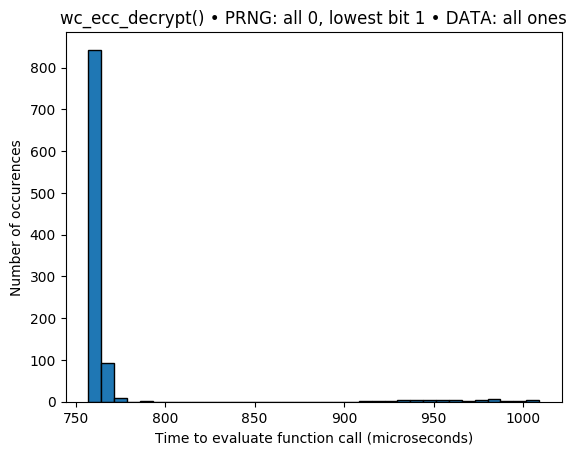 wc_ecc_decrypt() • PRNG: all 0, lowest bit 1 • DATA: all ones
800
700
600
500
400
300
200
100
0
Number of occurences
750 800 850 900 950 1000
Time to evaluate function call (microseconds)